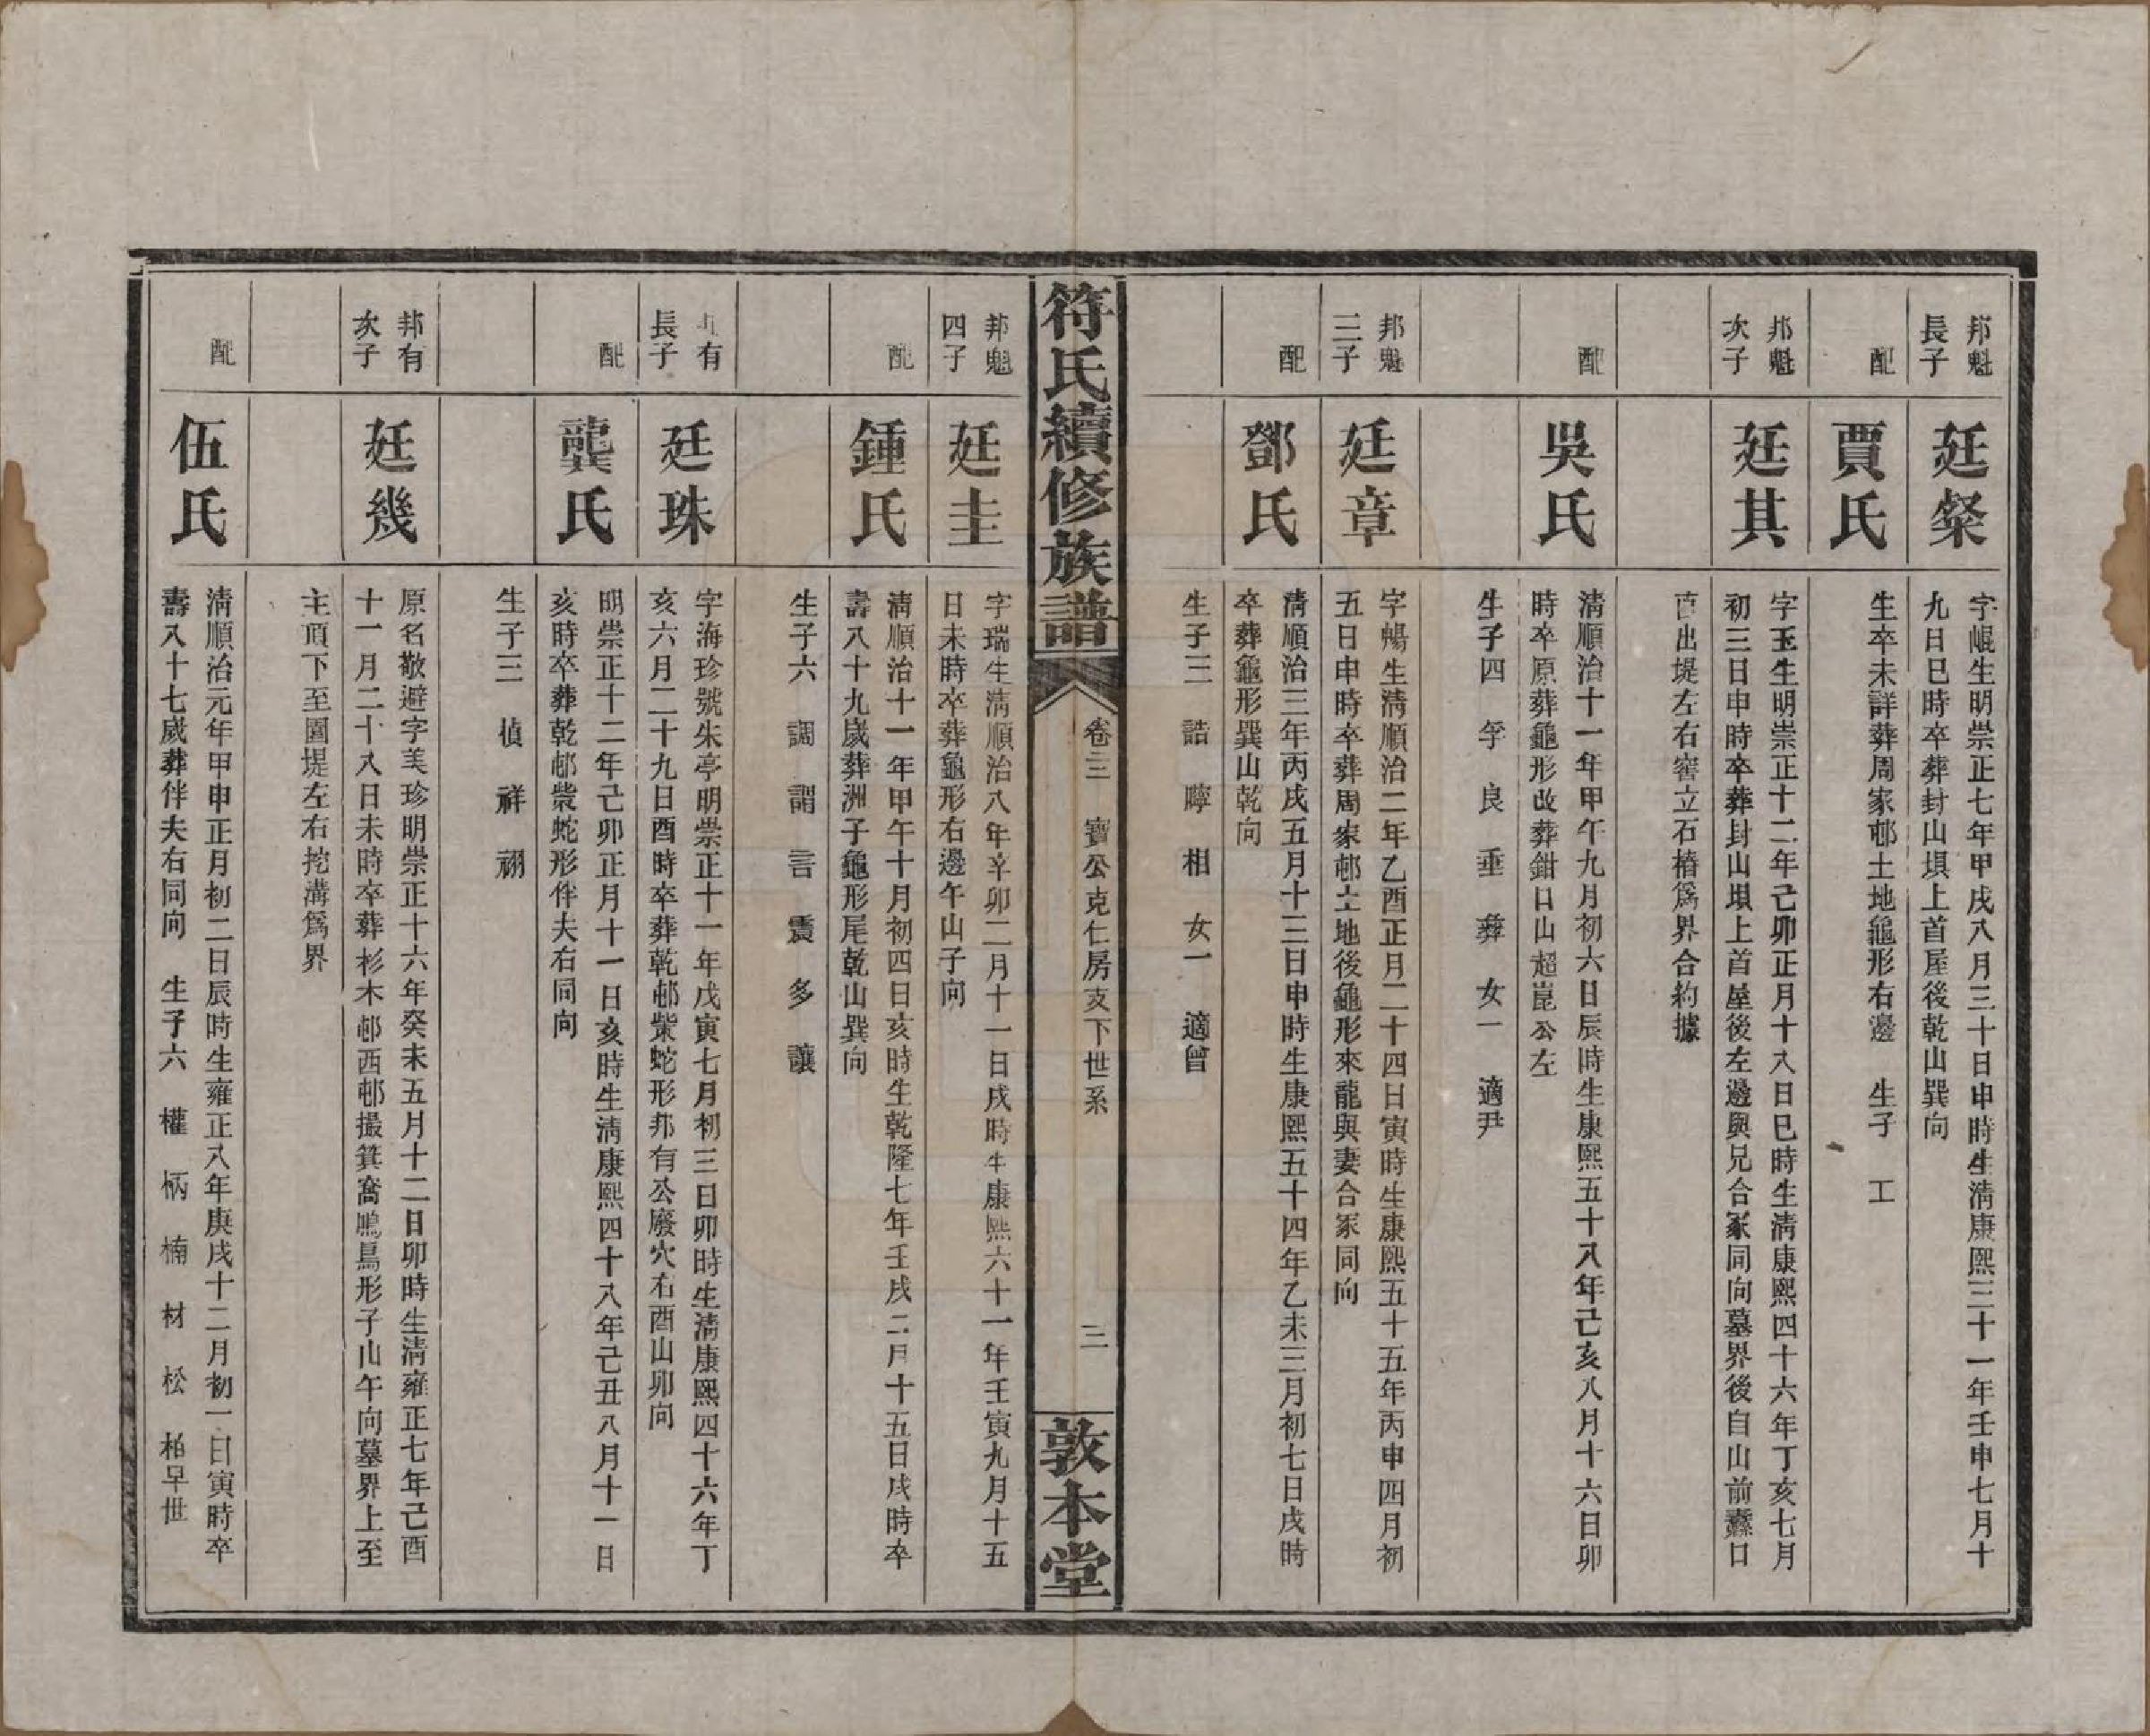 邦魁
長子
廷粲
字崐生明崇正七年甲戌八月三十日申時生清康熙三十一年壬申七月十
九日巳時卒葬封山垻上首屋後乾山巽向
配
賈氏
生卒未詳葬周家邨土地龜形右邊 生子 工
邦魁
次子
廷其
字玉生明崇正十二年己卯正月十八日巳時生清康熙四十六年丁亥七月
初三日申時卒葬封山垻上首屋後左邊與兄合冢同向墓界後自山前齋日
直出堤左右窖立石樁爲界合約據
配
吳氏
清順治十一年甲午九月初六日辰時生康熙五十八年己亥八月十六日卯
時卒原葬龜形改葬鉗口山超崑公左
生子四 孚 良 垂 彝 女一 適尹
邦魁
三子
廷章
字暢生清順治二年乙酉正月二十四日寅時生康熙五十五年丙申四月初
五日申時卒葬周家邨土地後龜形來龍與妻合冢同向
配
鄧氏
清順治三年丙戌五月十三日申時生康熙五十四年乙未三月初七日戌時
卒葬龜形巽山乾向
生子三 誥 諄 相 女一 適曾
符氏續修族譜
卷三 寶公克仁房支下世系
三
敦本堂
邦魁
四子
廷圭
字瑞生清順治八年辛卯二月十一日戌時生康熙六十一年壬寅九月十五
日未時卒葬龜形右邊午山子向
配
鍾氏
清順治十一年甲午十月初四日亥時生乾隆七年壬戌二月十五日戌時卒
壽八十九歲葬洲子龜形尾乾山巽向
生子六 調 謂 言 震 多 讓
邦有
長子
廷珠
字海珍號朱亭明崇正十一年戊寅七月初三日卯時生清康熙四十六年丁
亥六月二十九日酉時卒葬乾邨柴蛇形邦有公廢穴右酉山卯向
配
龔氏
明崇正十二年己卯正月十一日亥時生清康熙四十八年己丑八月十一日
亥時卒葬乾邨柴蛇形伴夫右同向
生子三 楨 祥 祤
邦有
次子
廷幾
原名敬避字美珍明崇正十六年癸未五月十二日卯時生清雍正七年己酉
十一月二十八日未時卒葬杉木邨西邨撮箕窩鵰鳥形子山午向墓界上至
主頂下至園堤左右挖溝爲界
配
伍氏
清順治元年甲申正月初二日辰時生雍正八年庚戌十二月初一日寅時卒
壽八十七歲葬伴夫右同向 生子六 權 柄 楠 材 松 柏早世